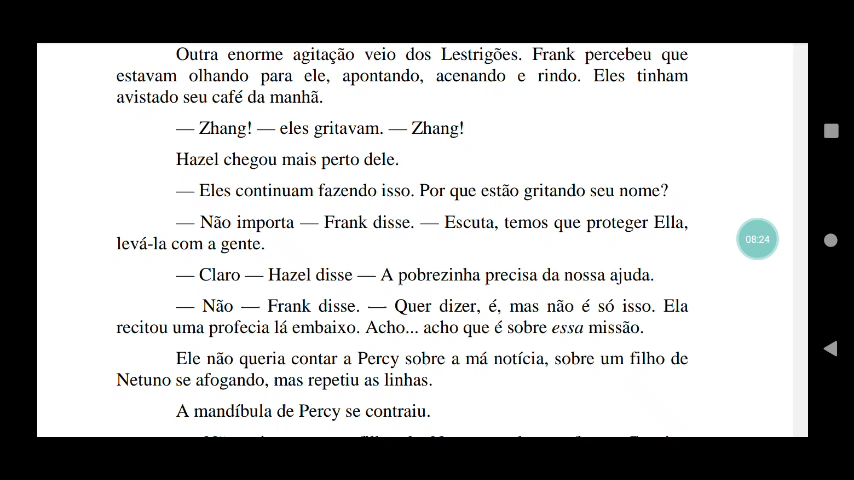 Outra enorme agitação veio dos Lestrigões. Frank percebeu que
estavam olhando para ele, apontando, acenando e rindo. Eles tinham
avistado seu café da manhã.
— Zhang! — eles gritavam. — Zhang!
Hazel chegou mais perto dele.
— Eles continuam fazendo isso. Por que estão gritando seu nome?
— Não importa — Frank disse. — Escuta, temos que proteger Ella,
levá-la com a gente.
— Claro — Hazel disse — A pobrezinha precisa da nossa ajuda.
— Não — Frank disse. — Quer dizer, é, mas não é só isso. Ela
recitou uma profecia lá embaixo. Acho... acho que é sobre essa missão.
Ele não queria contar a Percy sobre a má notícia, sobre um filho de
Netuno se afogando, mas repetiu as linhas.
A mandíbula de Percy se contraiu.
08:24